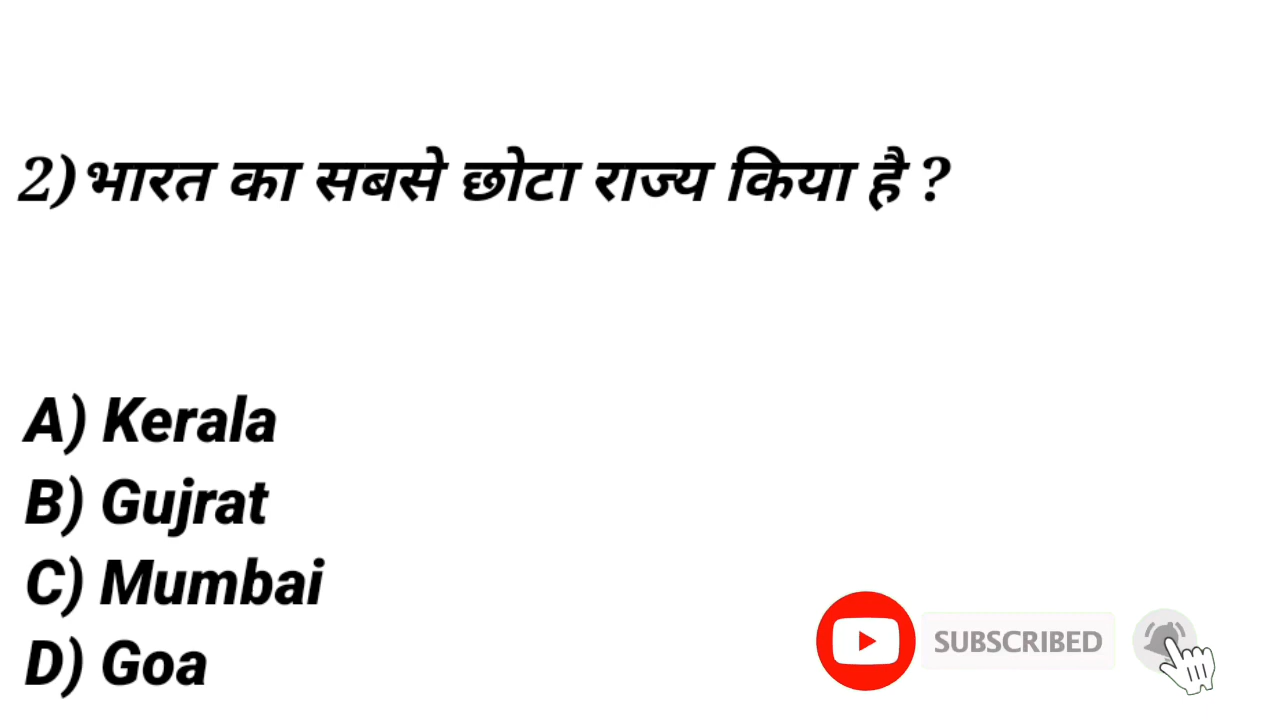 2)भारत का सबसे छोटा राज्य किया है ?
A) Kerala
B) Gujrat
C) Mumbai
D) Goa
SUBSCRIBED